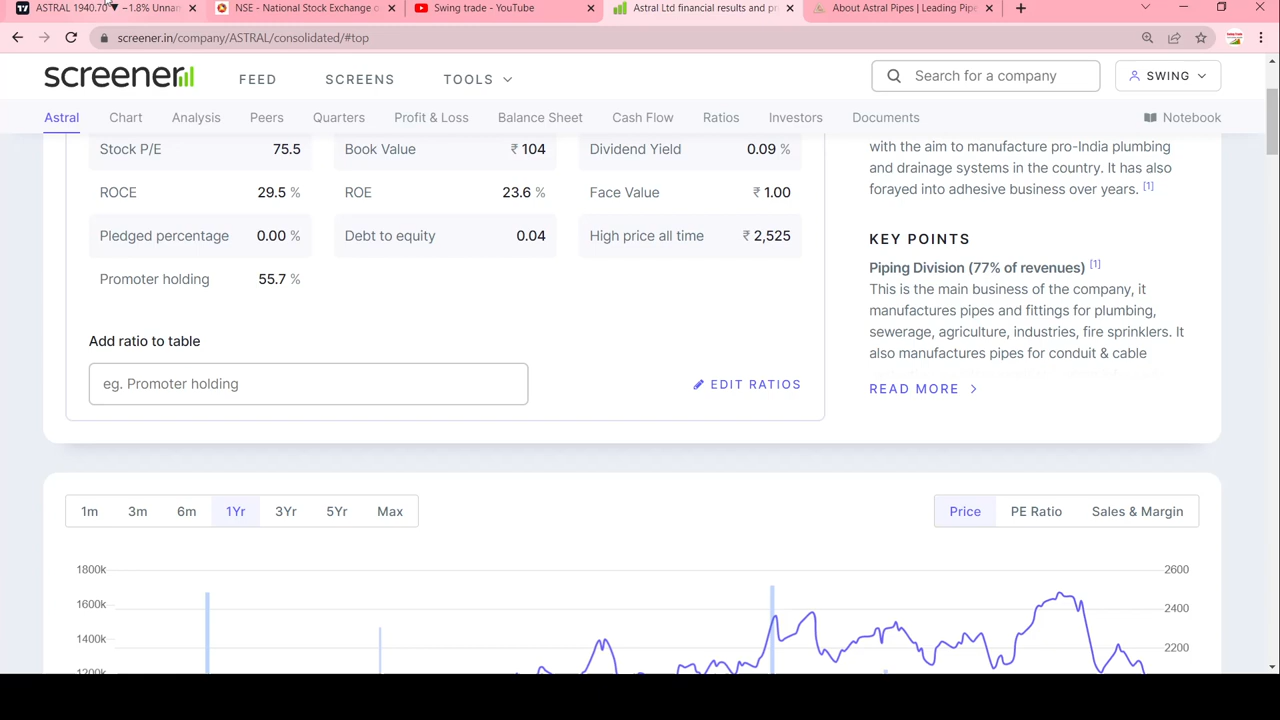 ASTRAL 1940.70 ▼ −1.8% Unnan
NSE - National Stock Exchange o
Swing trade - YouTube
Astral Ltd financial results and pr
About Astral Pipes | Leading Pipe
screener.in/company/ASTRAL/consolidated/#top
screener
FEED
SCREENS
TOOLS
Search for a company
SWING
Astral
Chart
Analysis
Peers
Quarters
Profit & Loss
Balance Sheet
Cash Flow
Ratios
Investors
Documents
Notebook
Stock P/E 75.5
Book Value ₹ 104
Dividend Yield 0.09 %
ROCE 29.5 %
ROE 23.6 %
Face Value ₹ 1.00
Pledged percentage 0.00 %
Debt to equity 0.04
High price all time ₹ 2,525
Promoter holding 55.7 %
Add ratio to table
eg. Promoter holding
EDIT RATIOS
with the aim to manufacture pro-India plumbing
and drainage systems in the country. It has also
forayed into adhesive business over years. [1]
KEY POINTS
Piping Division (77% of revenues) [1]
This is the main business of the company, it
manufactures pipes and fittings for plumbing,
sewerage, agriculture, industries, fire sprinklers. It
also manufactures pipes for conduit & cable
READ MORE
1m
3m
6m
1Yr
3Yr
5Yr
Max
Price
PE Ratio
Sales & Margin
1800k
1600k
1400k
1200k
2600
2400
2200